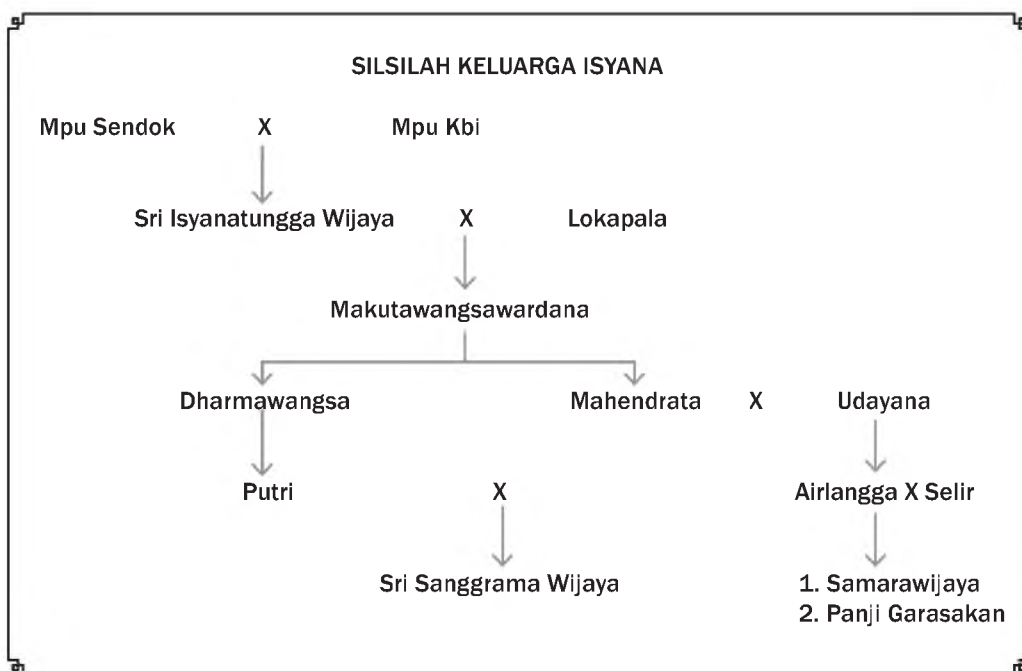 SILSILAH KELUARGA ISYANA
Mpu Sendok X Mpu Kbi
Sri Isyanatungga Wijaya X Lokapala
Makutawangsawardana
Dharmawangsa Mahendrata X Udayana
Putri X Airlangga X Selir
Sri Sanggrama Wijaya 1. Samarawijaya
2. Panji Garasakan